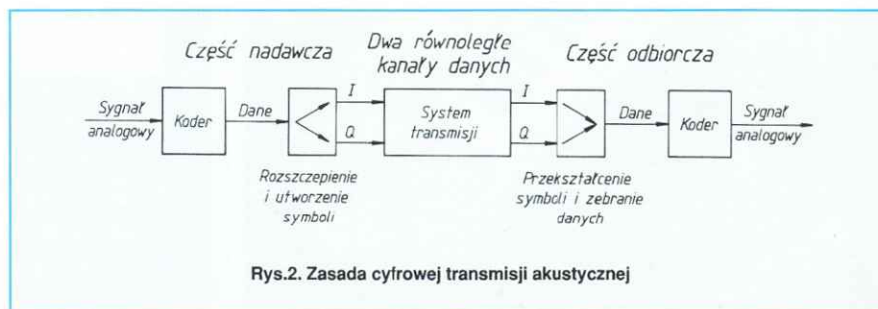 Część nadawcza
Dwa równoległe
kanały danych
Część odbiorcza
Sygnał
analogowy
Koder
Dane
I
Q
System
transmisji
I
Q
Dane
Koder
Sygnał
analogowy
Rozszczepienie
i utworzenie
symboli
Przekształcenie
symboli i zebranie
danych
Rys.2. Zasada cyfrowej transmisji akustycznej